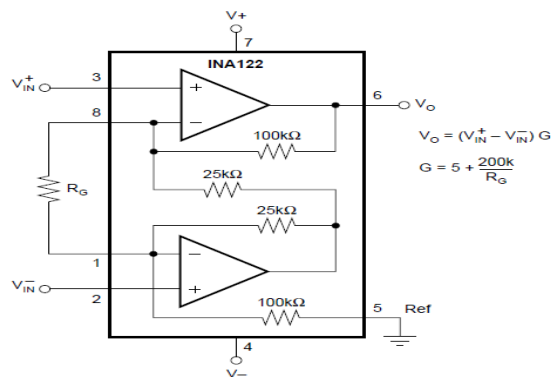 V+
7
INA122
V+IN
3
+
6
VO
8
−
100kΩ
VO = (V+IN − V−IN) G
G = 5 + 200k/RG
25kΩ
RG
25kΩ
1
−
V−IN
2
+
100kΩ
5
Ref
4
V−